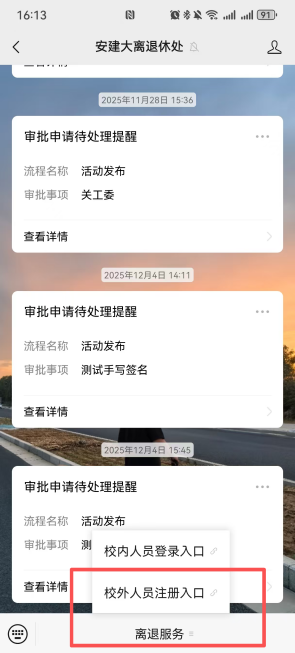 16:13
91
安建大离退休处
查看详情
2025年11月28日 15:36
审批申请待处理提醒
流程名称 活动发布
审批事项 关工委
查看详情
2025年12月4日 14:11
审批申请待处理提醒
流程名称 活动发布
审批事项 测试手写签名
查看详情
2025年12月4日 15:45
审批申请待处理提醒
流程名称 活动发布
审批事项 测
校内人员登录入口
查看详情
校外人员注册入口
离退服务